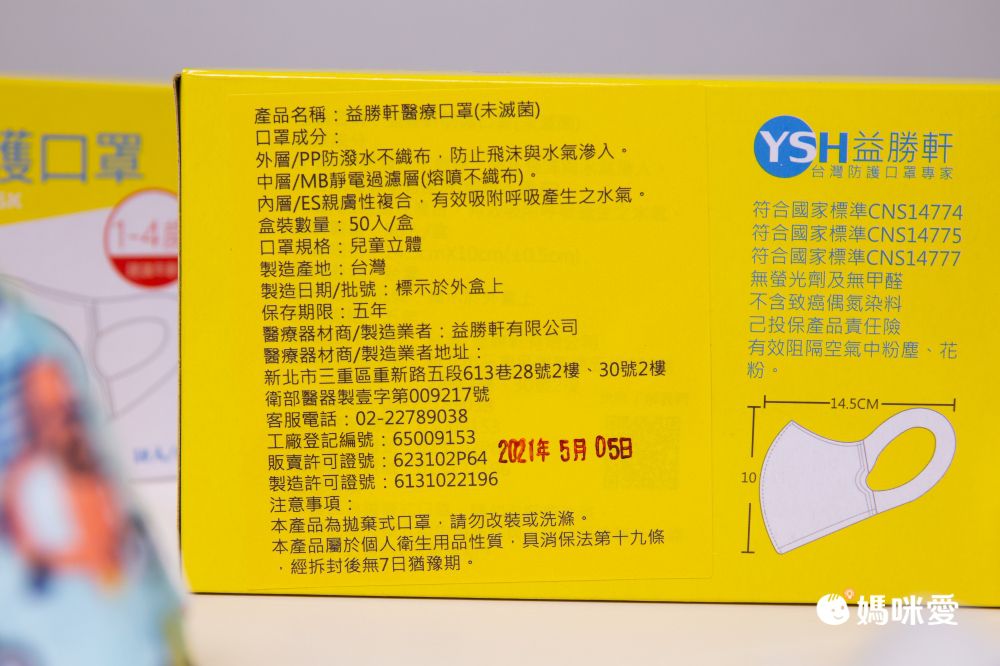 護口罩
1-4歲
產品名稱：益勝軒醫療口罩(未滅菌)
口罩成分：
外層/PP防潑水不織布，防止飛沫與水氣滲入。
中層/MB靜電過濾層(熔噴不織布)。
內層/ES親膚性複合，有效吸附呼吸產生之水氣。
盒裝數量：50入/盒
口罩規格：兒童立體
製造產地：台灣
製造日期/批號：標示於外盒上
保存期限：五年
醫療器材商/製造業者：益勝軒有限公司
醫療器材商/製造業者地址：
新北市三重區重新路五段613巷28號2樓、30號2樓
衛部醫器製壹字第009217號
客服電話：02-22789038
工廠登記編號：65009153
販賣許可證號：623102P64
2021年 5月 05日
製造許可證號：6131022196
注意事項：
本產品為拋棄式口罩，請勿改裝或洗滌。
本產品屬於個人衛生用品性質，具消保法第十九條
，經拆封後無7日猶豫期。
YSH益勝軒
台灣防護口罩專家
符合國家標準CNS14774
符合國家標準CNS14775
符合國家標準CNS14777
無螢光劑及無甲醛
不含致癌偶氮染料
己投保產品責任險
有效阻隔空氣中粉塵、花
粉。
14.5CM
10
媽咪愛